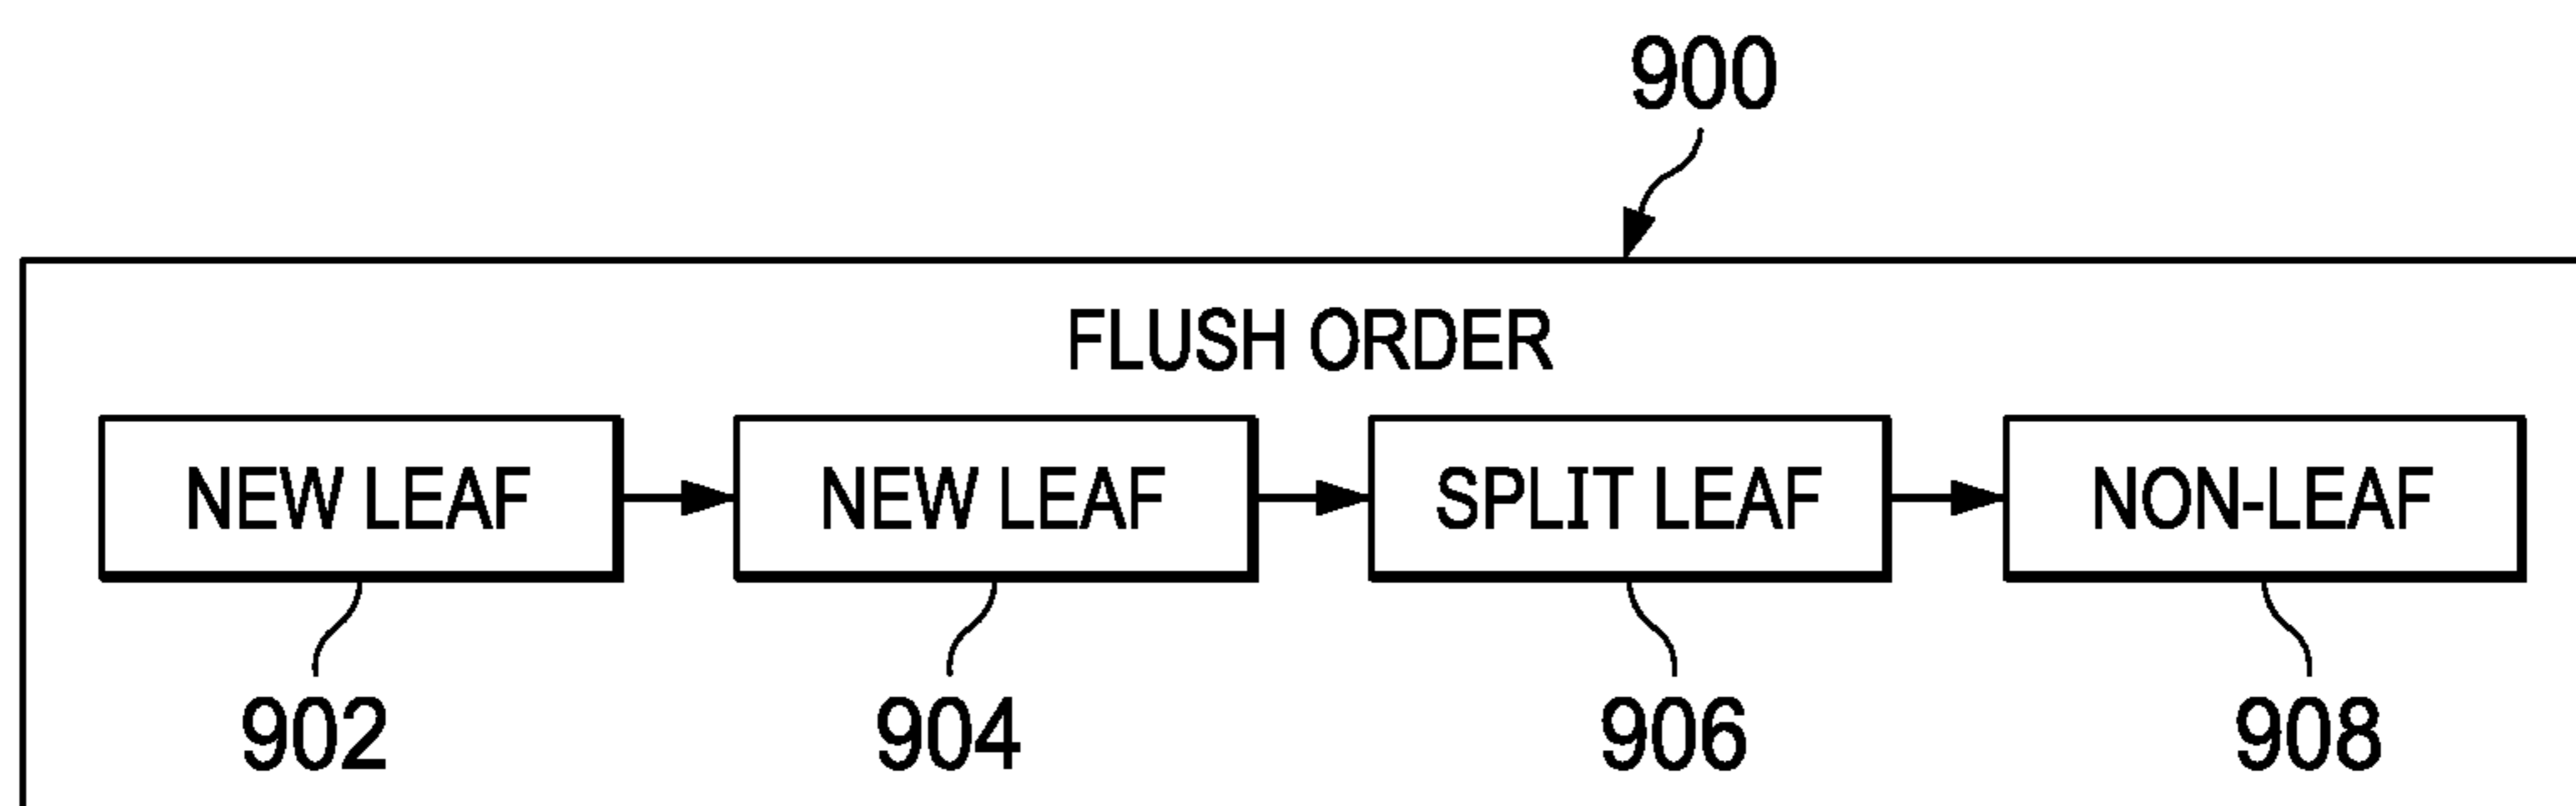 900
FLUSH ORDER
NEW LEAF
NEW LEAF
SPLIT LEAF
NON-LEAF
902
904
906
908